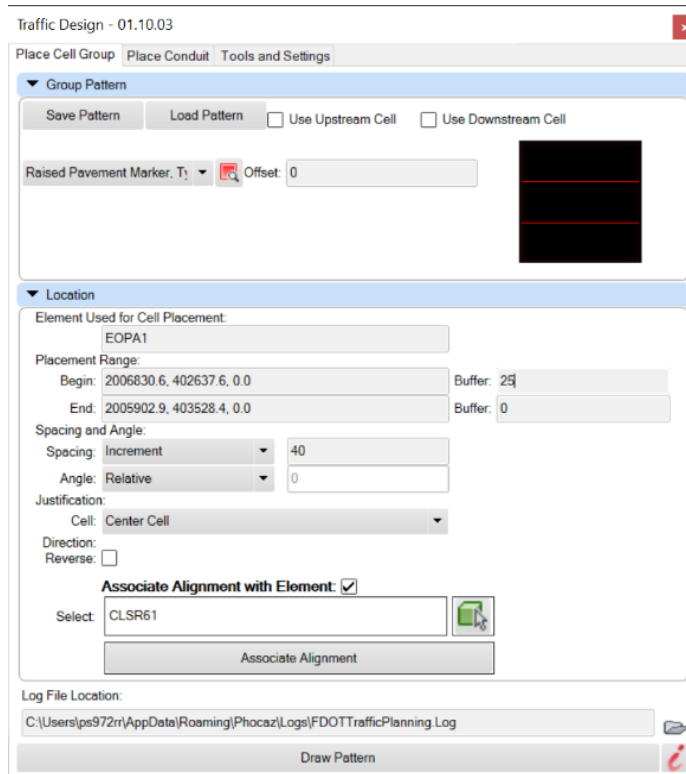 Traffic Design - 01.10.03
Place Cell Group Place Conduit Tools and Settings
Group Pattern
Save Pattern Load Pattern Use Upstream Cell Use Downstream Cell
Raised Pavement Marker, Ty Offset: 0
Location
Element Used for Cell Placement:
EOPA1
Placement Range:
Begin: 2006830.6, 402637.6, 0.0 Buffer: 25
End: 2005902.9, 403528.4, 0.0 Buffer: 0
Spacing and Angle:
Spacing: Increment 40
Angle: Relative 0
Justification:
Cell: Center Cell
Direction:
Reverse:
Associate Alignment with Element:
Select: CLSR61
Associate Alignment
Log File Location:
C:\Users\ps972rr\AppData\Roaming\Phocaz\Logs\FDOTTrafficPlanning.Log
Draw Pattern